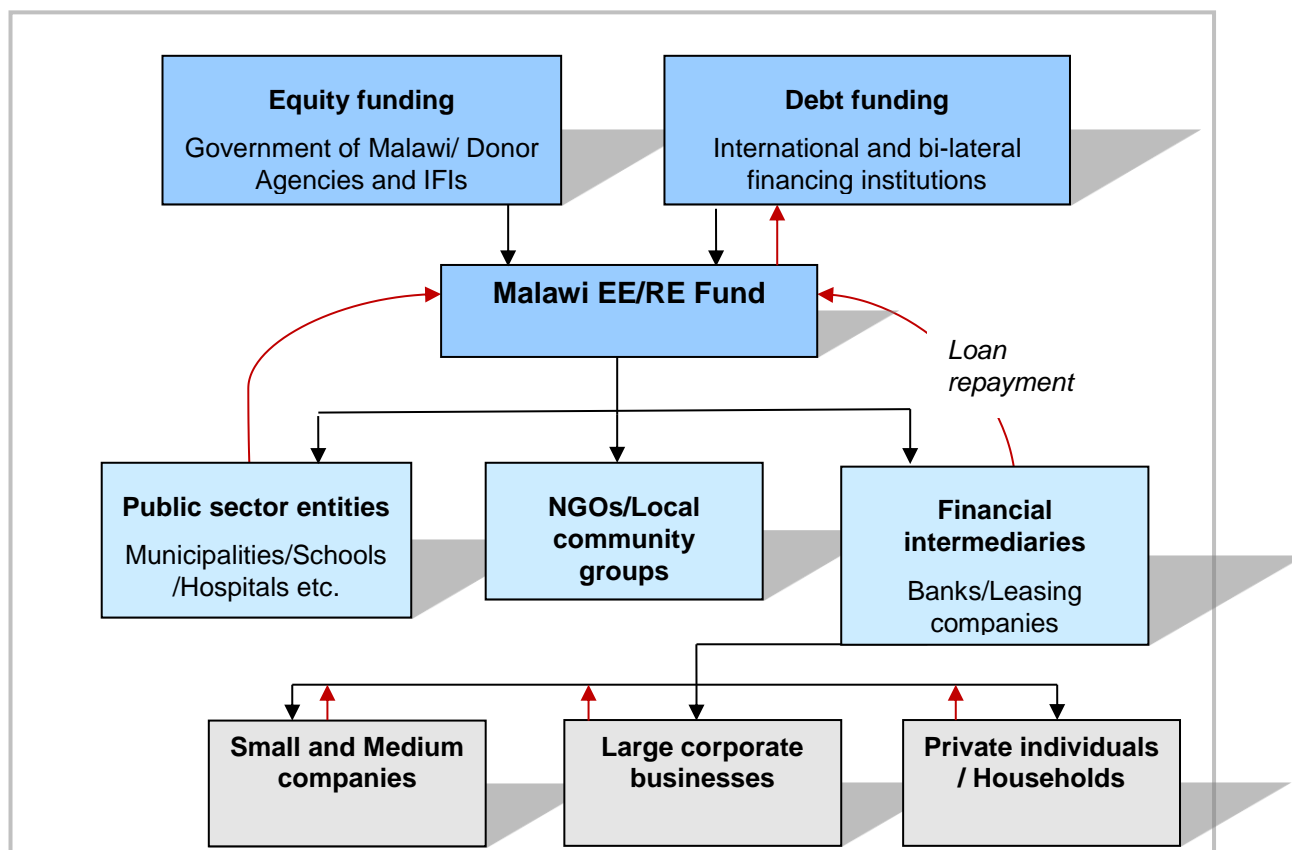 Equity funding
Government of Malawi/ Donor
Agencies and IFIs
Debt funding
International and bi-lateral
financing institutions
Malawi EE/RE Fund
Loan
repayment
Public sector entities
Municipalities/Schools
/Hospitals etc.
NGOs/Local
community
groups
Financial
intermediaries
Banks/Leasing
companies
Small and Medium
companies
Large corporate
businesses
Private individuals
/ Households